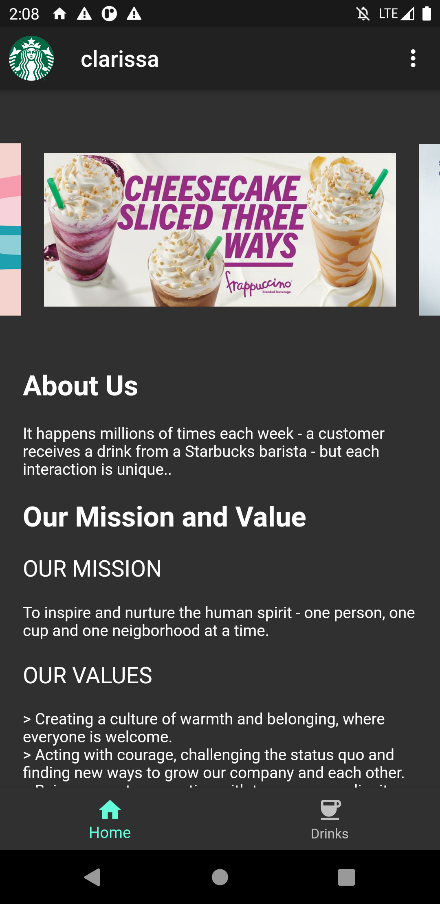 2:08
LTE
clarissa
CHEESECAKE
SLICED THREE
WAYS
frappuccino
About Us
It happens millions of times each week - a customer
receives a drink from a Starbucks barista - but each
interaction is unique..
Our Mission and Value
OUR MISSION
To inspire and nurture the human spirit - one person, one
cup and one neigborhood at a time.
OUR VALUES
> Creating a culture of warmth and belonging, where
everyone is welcome.
> Acting with courage, challenging the status quo and
finding new ways to grow our company and each other.
Home
Drinks